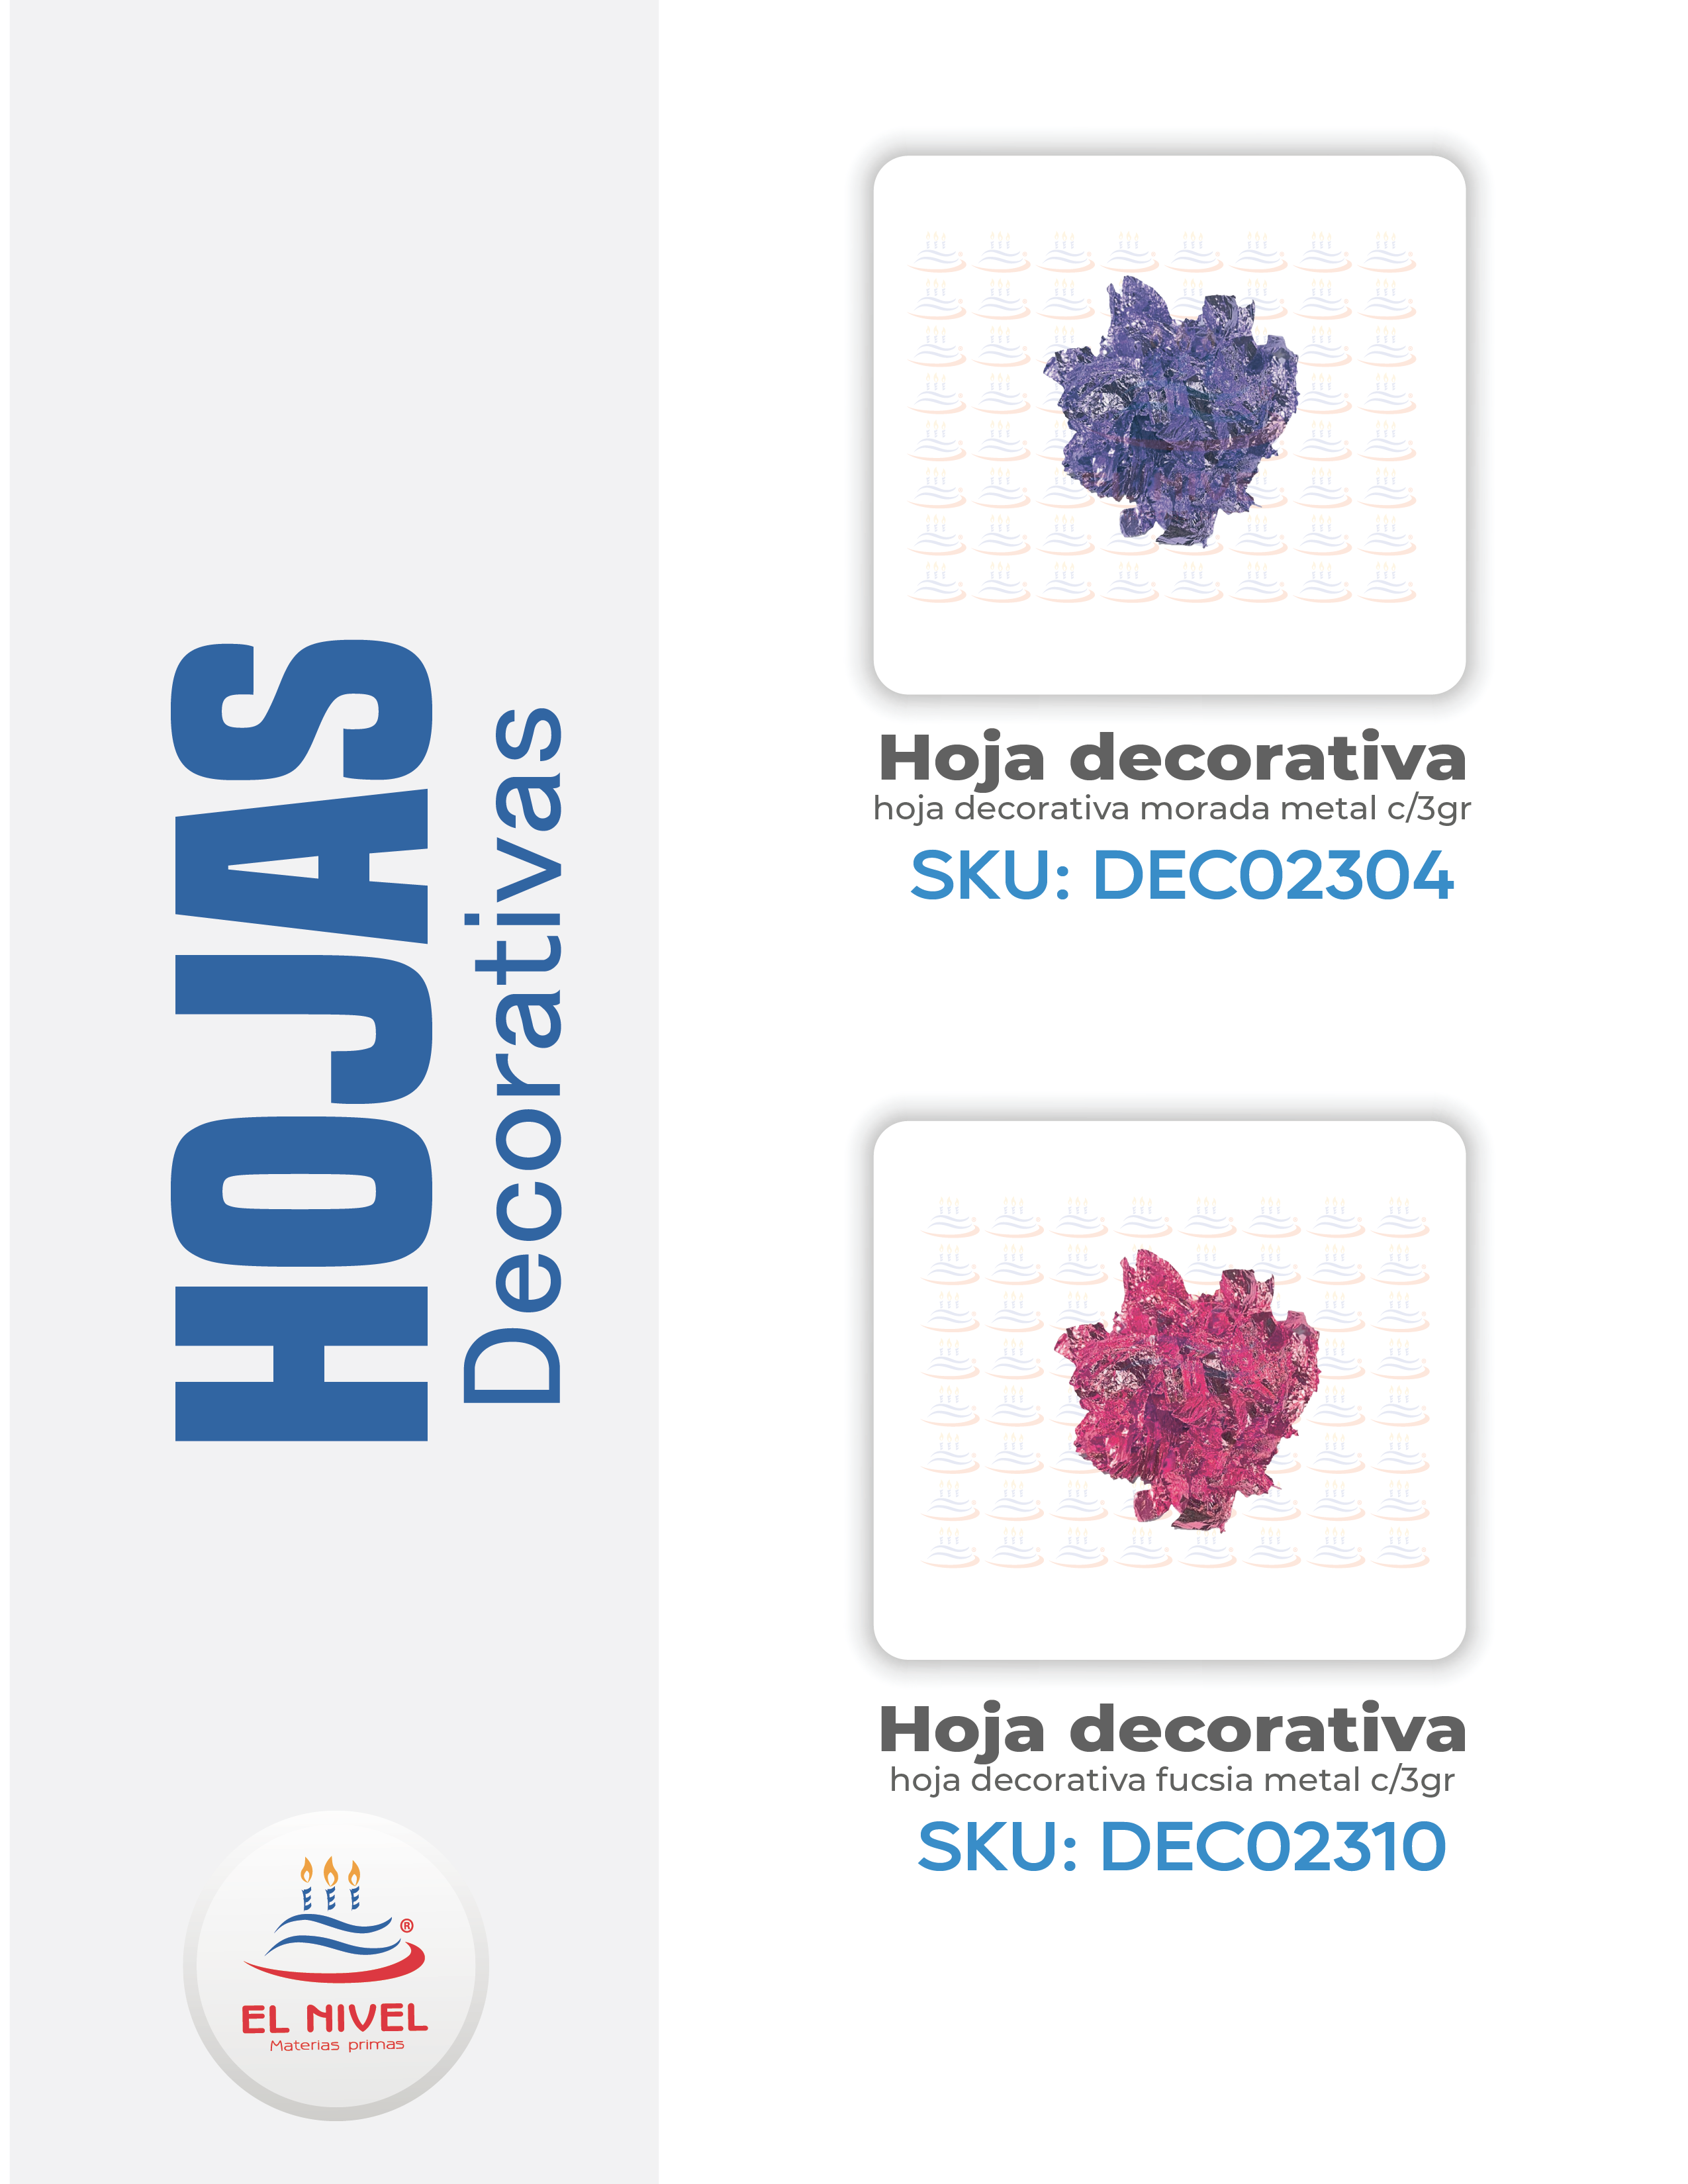 HOJAS
Decorativas
Hoja decorativa
hoja decorativa morada metal c/3gr
SKU: DEC02304
Hoja decorativa
hoja decorativa fucsia metal c/3gr
SKU: DEC02310
®
EL NIVEL
Materias primas